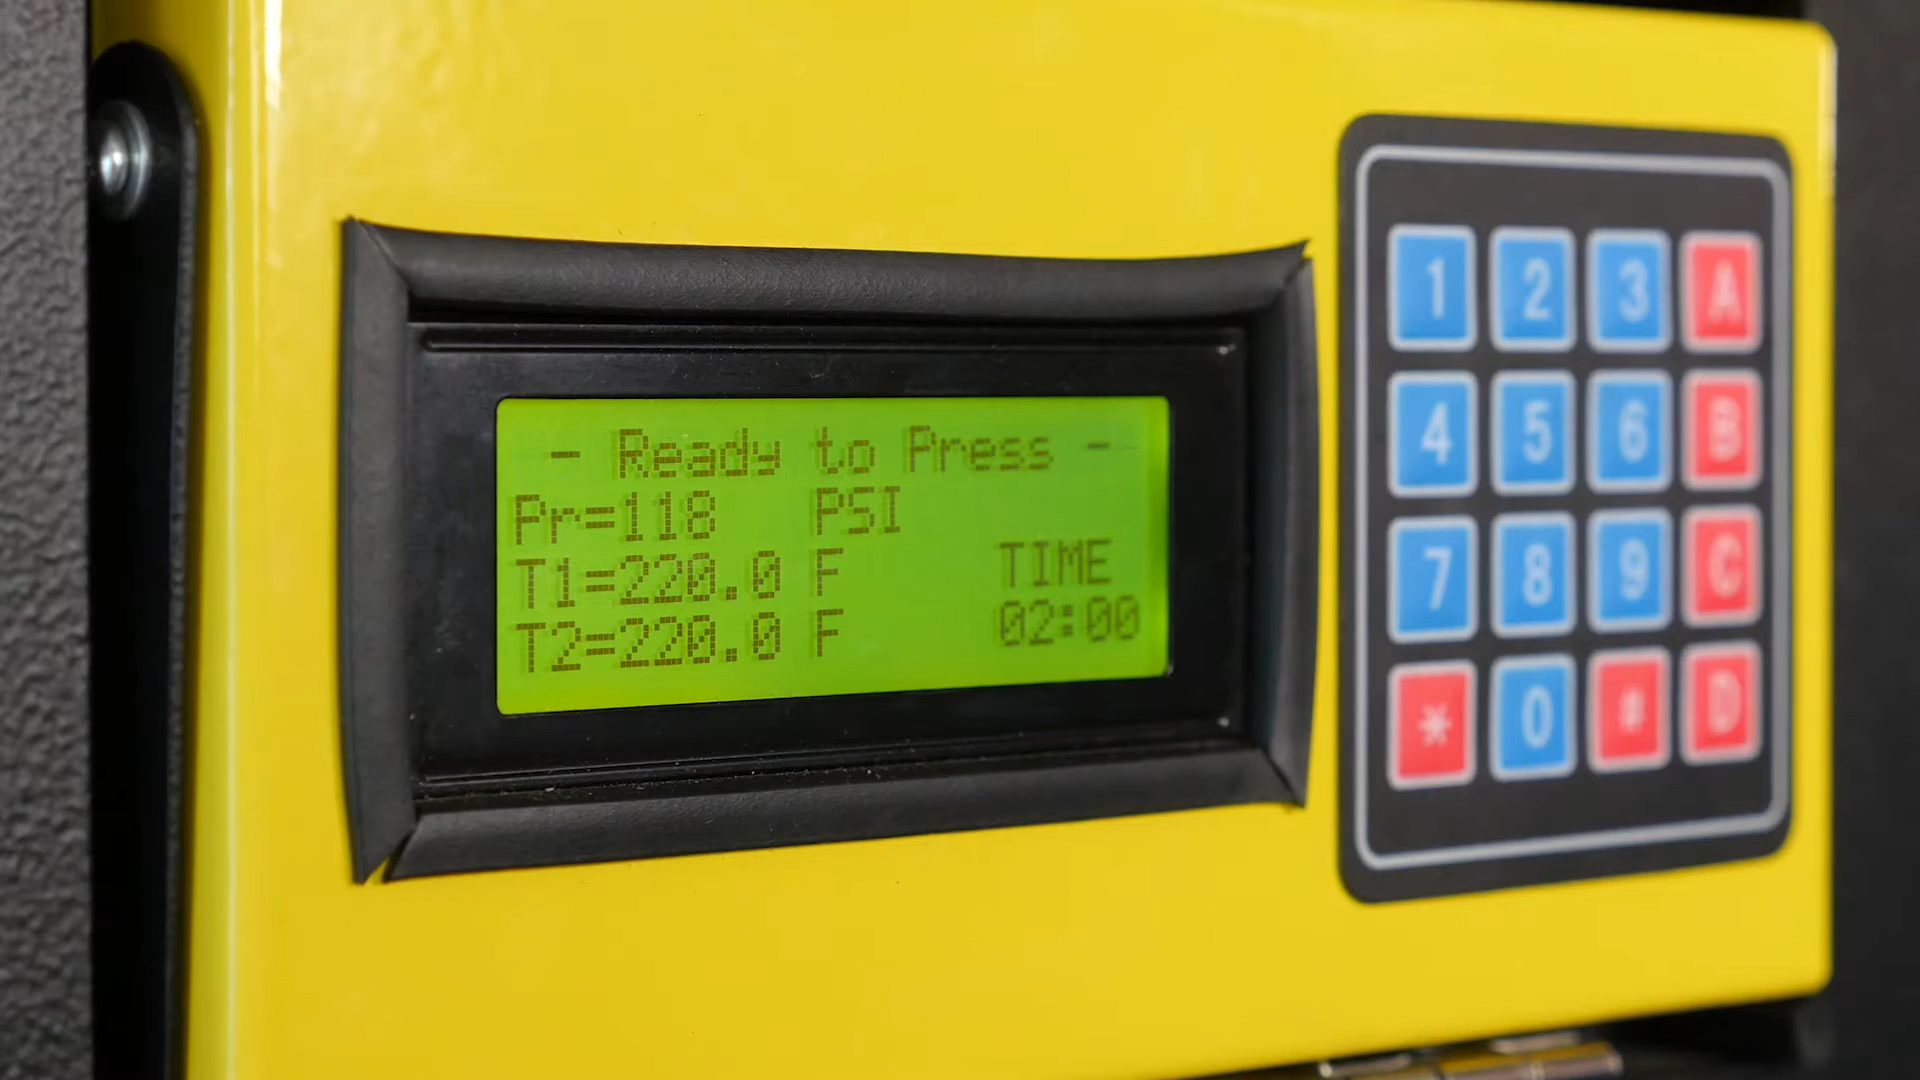 - Ready to Press -
Pr=118 PSI
T1=220.0 F TIME
T2=220.0 F 02:00
1 2 3 A
4 5 6 B
7 8 9 C
* 0 # D